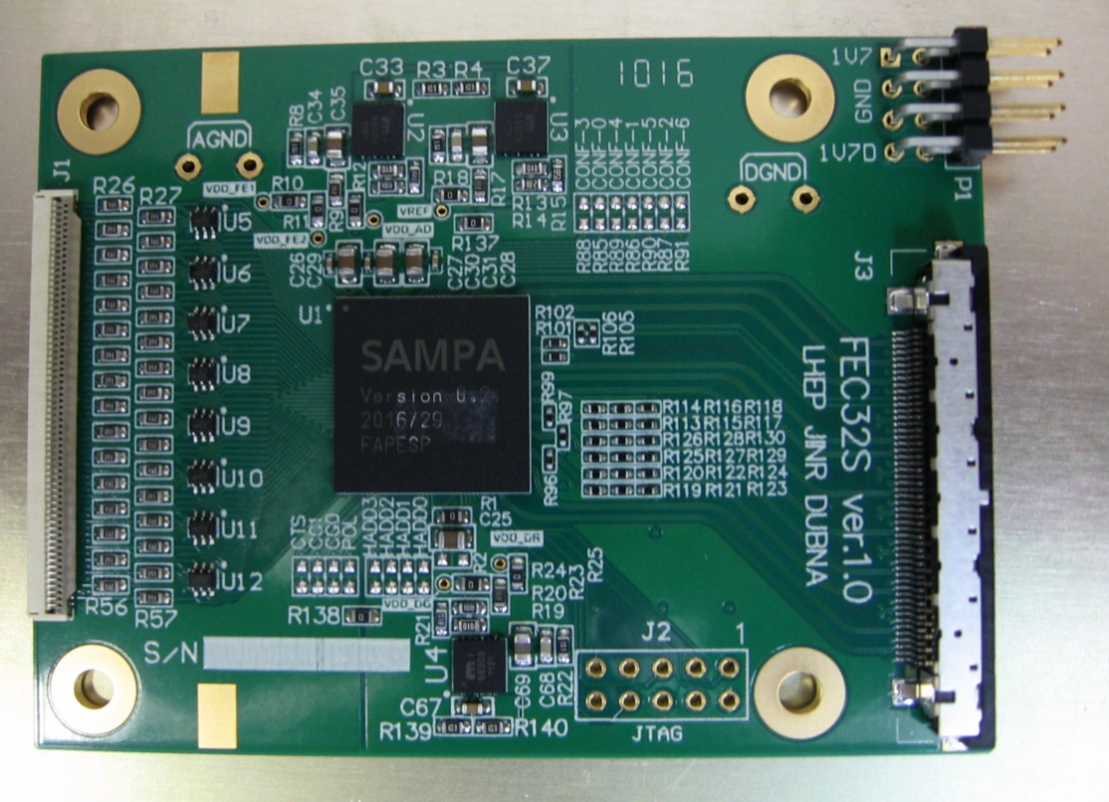 1V7
GND
1V7D
P1
1016
C33
R3
R4
C37
R8
C34
C35
U2
U3
CONF-3
CONF-0
CONF-4
CONF-1
CONF-5
CONF-2
CONF-6
AGND
DGND
J1
R26
R27
VDD_FE1
R10
R12
R18
R17
R13
R14
R15
R11
R9
VREF
VDD_FE2
VDD_AD
R137
R88
R85
R89
R86
R90
R87
R91
C26
C29
C27
C30
C31
C28
J3
U5
U6
U7
U8
U9
U10
U11
U12
U1
SAMPA
Version
2016/29
FAPESP
R102
R101
R106
R105
R99
R97
R96
R114 R116 R118
R113 R115 R117
R126 R128 R130
R125 R127 R129
R120 R122 R124
R119 R121 R123
FEC32S ver.1.0
LHEP JINR DUBNA
CTS
CG1
CG0
POL
HADD3
HADD2
HADD1
HADD0
R1
C25
R2
VDD_DR
R24
R20
R19
R23
R25
R56
R57
R138
VDD_DG
R21
S/N
U4
C69
C68
R22
C67
R139
R140
J2
1
JTAG